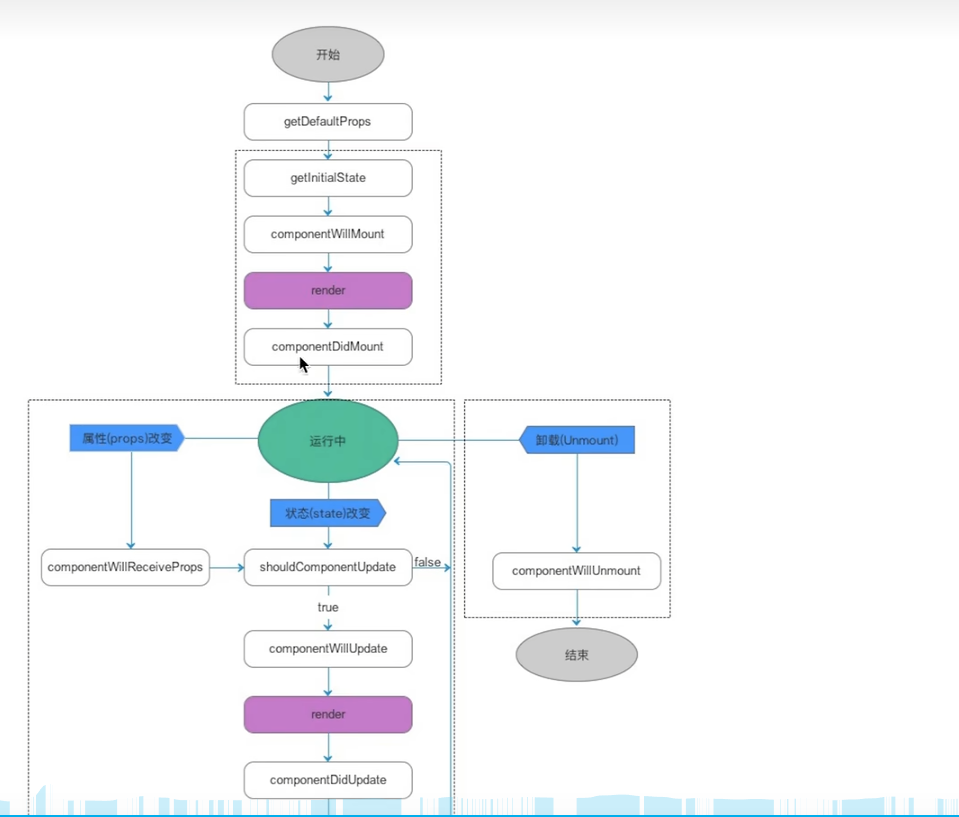 开始
getDefaultProps
getInitialState
componentWillMount
render
componentDidMount
属性(props)改变
运行中
卸载(Unmount)
状态(state)改变
componentWillReceiveProps
shouldComponentUpdate
false
componentWillUnmount
true
componentWillUpdate
结束
render
componentDidUpdate